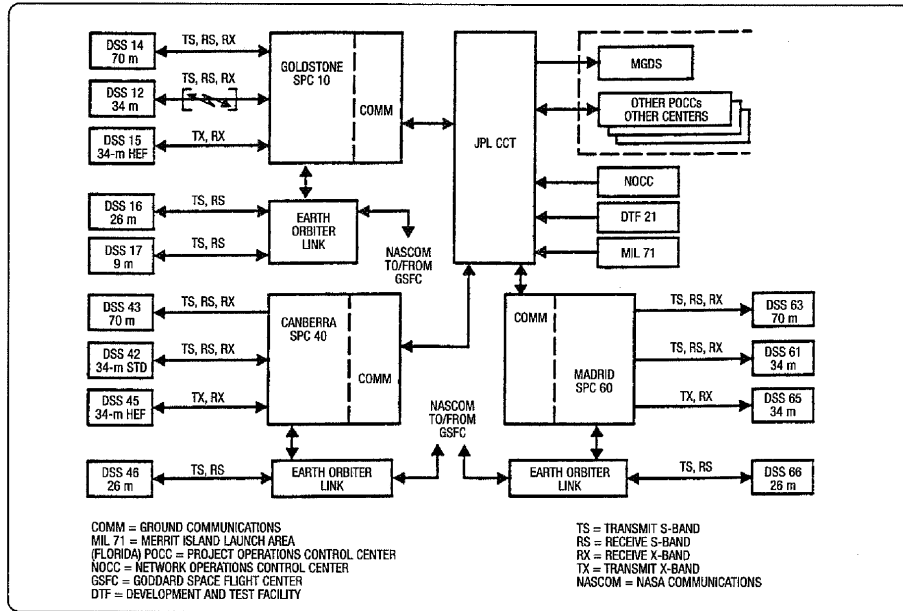 DSS 14
70 m
TS, RS, RX
DSS 12
34 m
TS, RS, RX
DSS 15
34-m HEF
TX, RX
GOLDSTONE
SPC 10
COMM
DSS 16
26 m
TS, RS
DSS 17
9 m
TS, RS
EARTH
ORBITER
LINK
NASCOM
TO/FROM
GSFC
JPL CCT
MGDS
OTHER POCCs
OTHER CENTERS
NOCC
DTF 21
MIL 71
DSS 43
70 m
TS, RS, RX
DSS 42
34-m STD
TS, RS, RX
DSS 45
34-m HEF
TX, RX
CANBERRA
SPC 40
COMM
DSS 46
26 m
TS, RS
EARTH ORBITER
LINK
NASCOM
TO/FROM
GSFC
COMM
MADRID
SPC 60
TS, RS, RX
DSS 63
70 m
TS, RS, RX
DSS 61
34 m
TX, RX
DSS 65
34 m
EARTH ORBITER
LINK
TS, RS
DSS 66
26 m
COMM = GROUND COMMUNICATIONS
MIL 71 = MERRIT ISLAND LAUNCH AREA
(FLORIDA) POCC = PROJECT OPERATIONS CONTROL CENTER
NOCC = NETWORK OPERATIONS CONTROL CENTER
GSFC = GODDARD SPACE FLIGHT CENTER
DTF = DEVELOPMENT AND TEST FACILITY
TS = TRANSMIT S-BAND
RS = RECEIVE S-BAND
RX = RECEIVE X-BAND
TX = TRANSMIT X-BAND
NASCOM = NASA COMMUNICATIONS